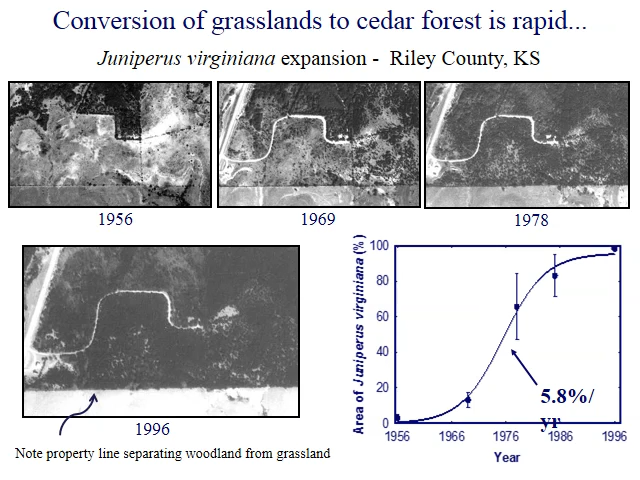 Conversion of grasslands to cedar forest is rapid...
Juniperus virginiana expansion - Riley County, KS
1956
1969
1978
1996
Note property line separating woodland from grassland
Area of Juniperus virginiana (%)
100
80
60
40
20
0
5.8%/
yr
1956
1966
1976
1986
1996
Year